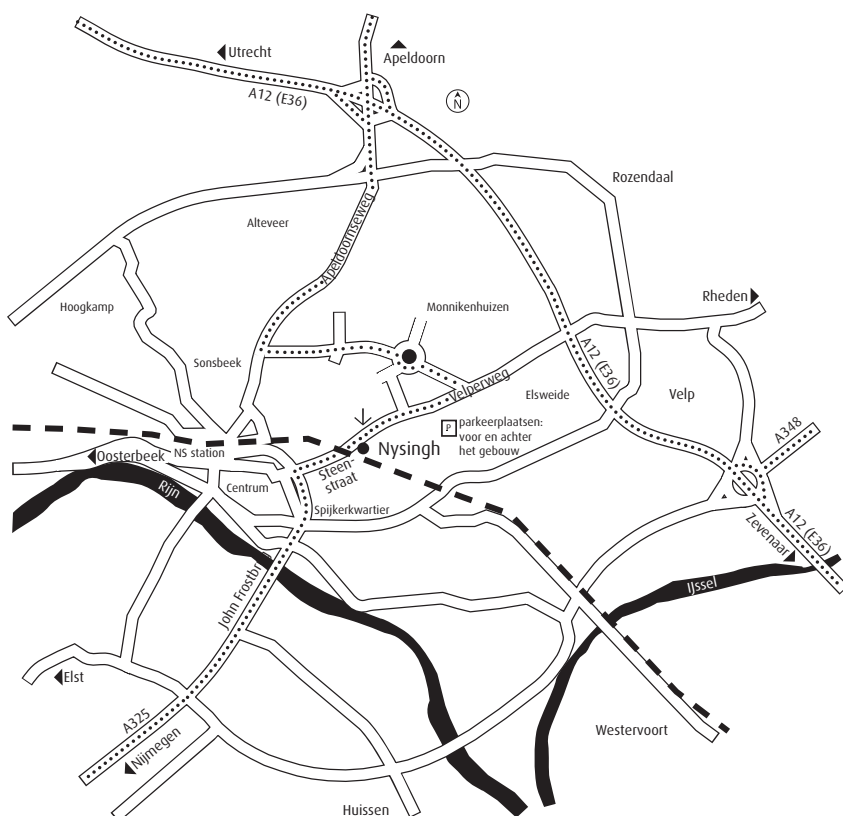 Utrecht
Apeldoorn
A12 (E36)
N
Rozendaal
Alteveer
Apeldoornseweg
Rheden
Hoogkamp
Monnikenhuizen
Sonsbeek
A12 (E36)
Velperweg
Elsweide
Velp
P
parkeerplaatsen:
voor en achter
het gebouw
A348
Nysingh
Oosterbeek
NS station
Steen-
straat
Rijn
Centrum
Spijkerkwartier
A12 (E36)
Zevenaar
John Frostbr
IJssel
Elst
A325
Nijmegen
Westervoort
Huissen